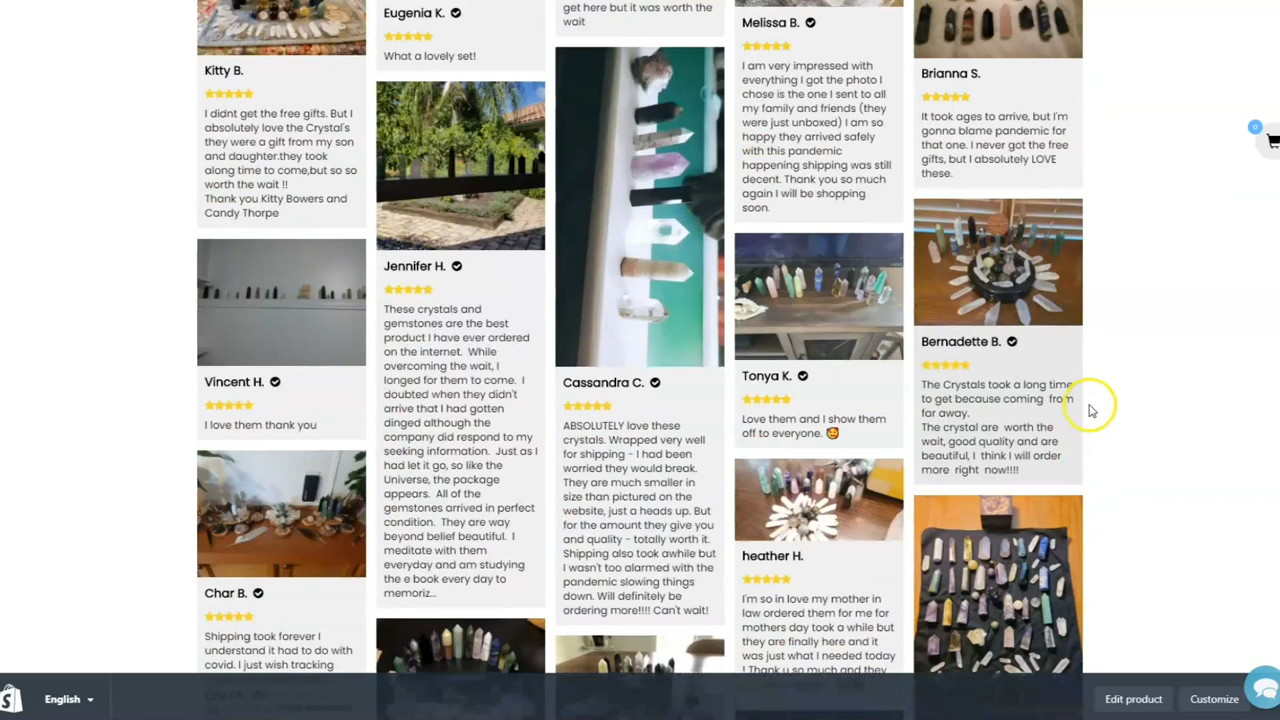 Kitty B.
I didnt get the free gifts. But I
absolutely love the Crystal's
they were a gift from my son
and daughter.they took
along time to come,but so so
worth the wait !!
Thank you Kitty Bowers and
Candy Thorpe
Vincent H.
I love them thank you
Char B.
Shipping took forever I
understand it had to do with
covid. I just wish tracking
Eugenia K.
What a lovely set!
Jennifer H.
These crystals and
gemstones are the best
product I have ever ordered
on the internet. While
overcoming the wait, I
longed for them to come. I
doubted when they didn't
arrive that I had gotten
dinged although the
company did respond to my
seeking information. Just as I
had let it go, so like the
Universe, the package
appears. All of the
gemstones arrived in perfect
condition. They are way
beyond belief beautiful. I
meditate with them
everyday and am studying
the e book every day to
memoriz...
get here but it was worth the
wait
Cassandra C.
ABSOLUTELY love these
crystals. Wrapped very well
for shipping - I had been
worried they would break.
They are much smaller in
size than pictured on the
website, just a heads up. But
for the amount they give you
and quality - totally worth it.
Shipping also took awhile but
I wasn't too alarmed with the
pandemic slowing things
down. Will definitely be
ordering more!!!! Can't wait!
Melissa B.
I am very impressed with
everything I got the photo I
chose is the one I sent to all
my family and friends (they
were just unboxed) I am so
happy they arrived safely
with this pandemic
happening shipping was still
decent. Thank you so much
again I will be shopping
soon.
Tonya K.
Love them and I show them
off to everyone. 🥰
heather H.
I'm so in love my mother in
law ordered them for me for
mothers day took a while but
they are finally here and it
was just what I needed today
! Thank u so much and they
Brianna S.
It took ages to arrive, but I'm
gonna blame pandemic for
that one. I never got the free
gifts, but I absolutely LOVE
these.
Bernadette B.
The Crystals took a long time
to get because coming from
far away.
The crystal are worth the
wait, good quality and are
beautiful, I think I will order
more right now!!!!
0
English
Edit product
Customize